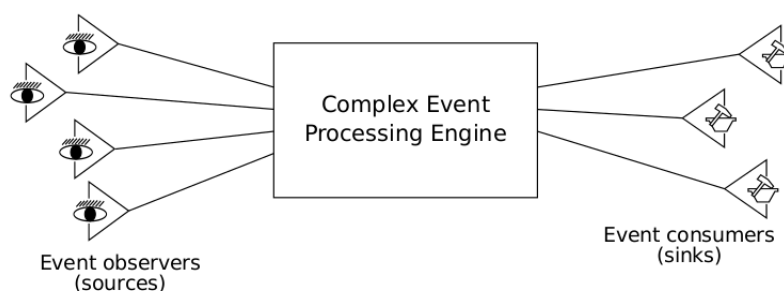 Complex Event
Processing Engine
Event observers
(sources)
Event consumers
(sinks)